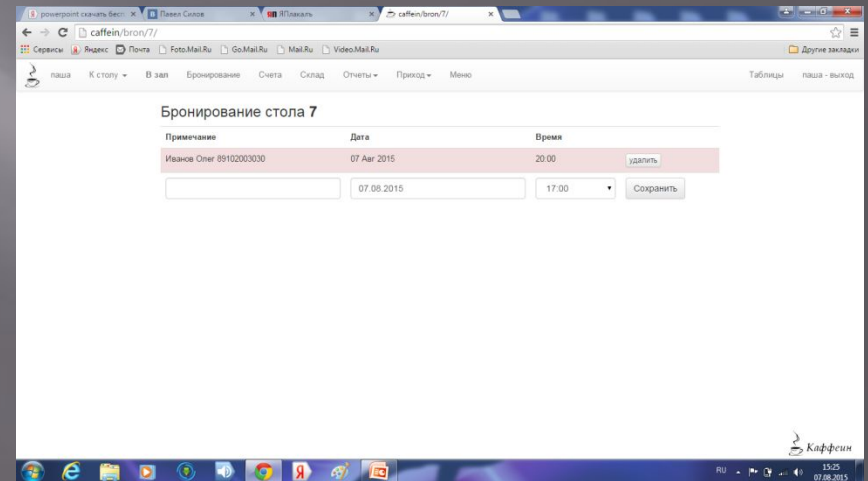 powerpoint скачать бесп
Павел Силов
ЯПлакалъ
caffein/bron/7/
caffein/bron/7/
Сервисы Яндекс Почта Foto.Mail.Ru Go.Mail.Ru Mail.Ru Video.Mail.Ru Другие закладки
паша К столу В зал Бронирование Счета Склад Отчеты Приход Меню Таблицы паша - выход
Бронирование стола 7
Примечание Дата Время
Иванов Олег 89102003030 07 Авг 2015 20:00 удалить
07.08.2015 17:00 Сохранить
Каффеин
RU 15:25
07.08.2015